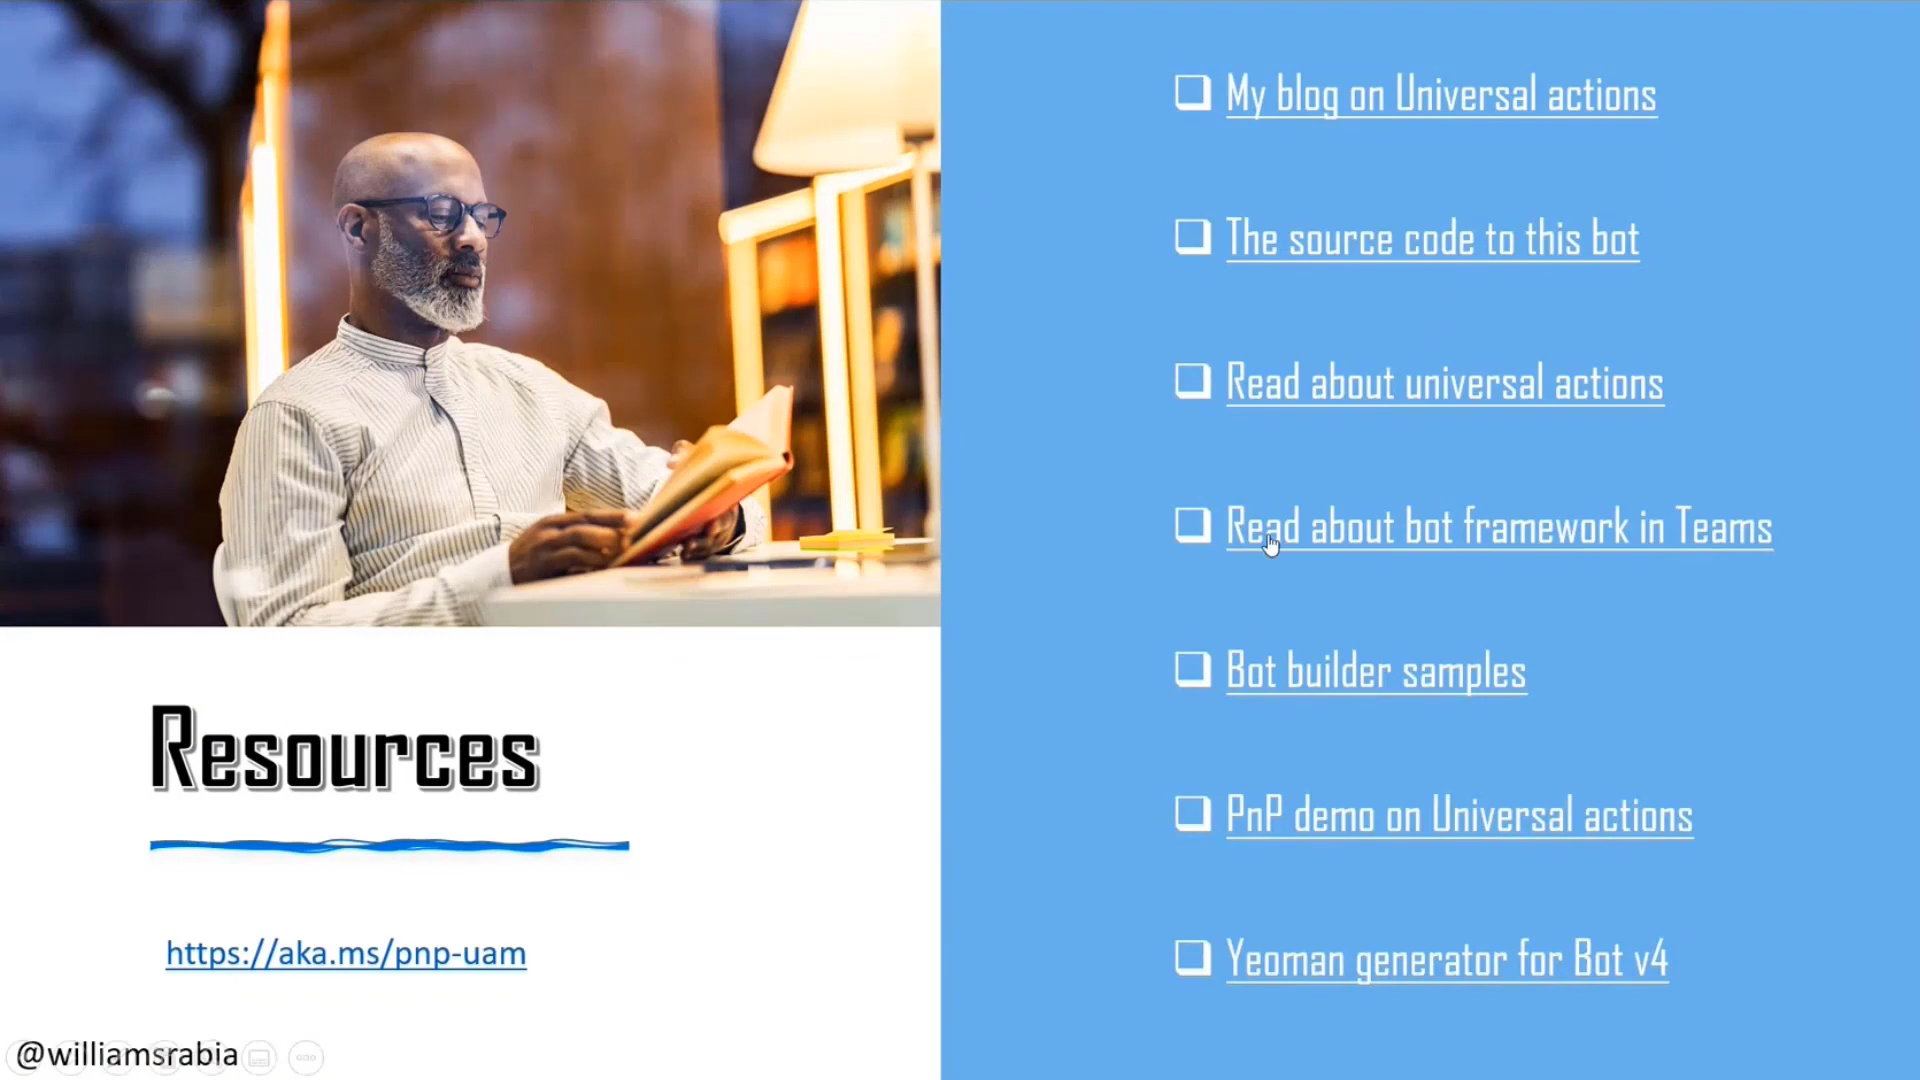 My blog on Universal actions
The source code to this bot
Read about universal actions
Read about bot framework in Teams
Bot builder samples
PnP demo on Universal actions
Yeoman generator for Bot v4
Resources
https://aka.ms/pnp-uam
@williamsrabia